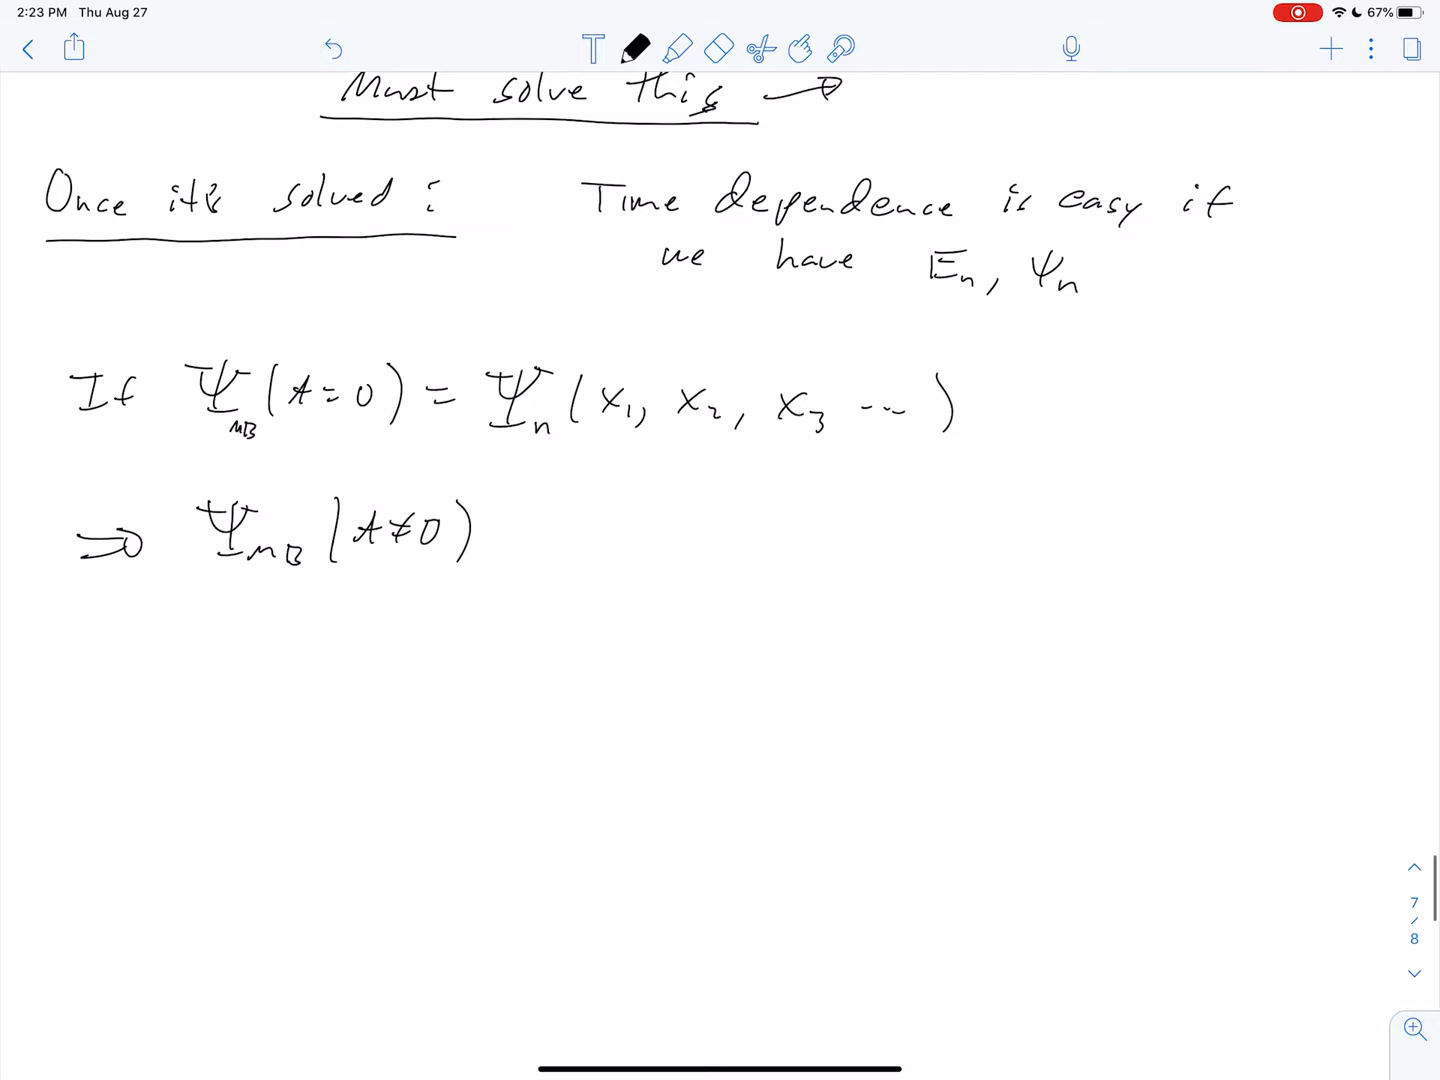 2:23 PM Thu Aug 27
67%
Must solve this →
Once it's solved : Time dependence is easy if
we have Eₙ, ψₙ
If Ψ_MB (t = 0) = Ψₙ (x₁, x₂, x₃ ... )
⇒ Ψ_MB (t ≠ 0)
7
/
8